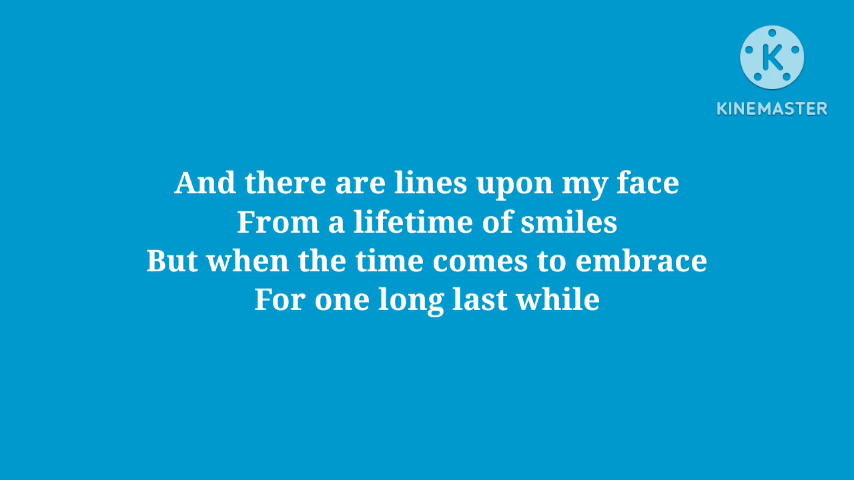 KINEMASTER
And there are lines upon my face
From a lifetime of smiles
But when the time comes to embrace
For one long last while